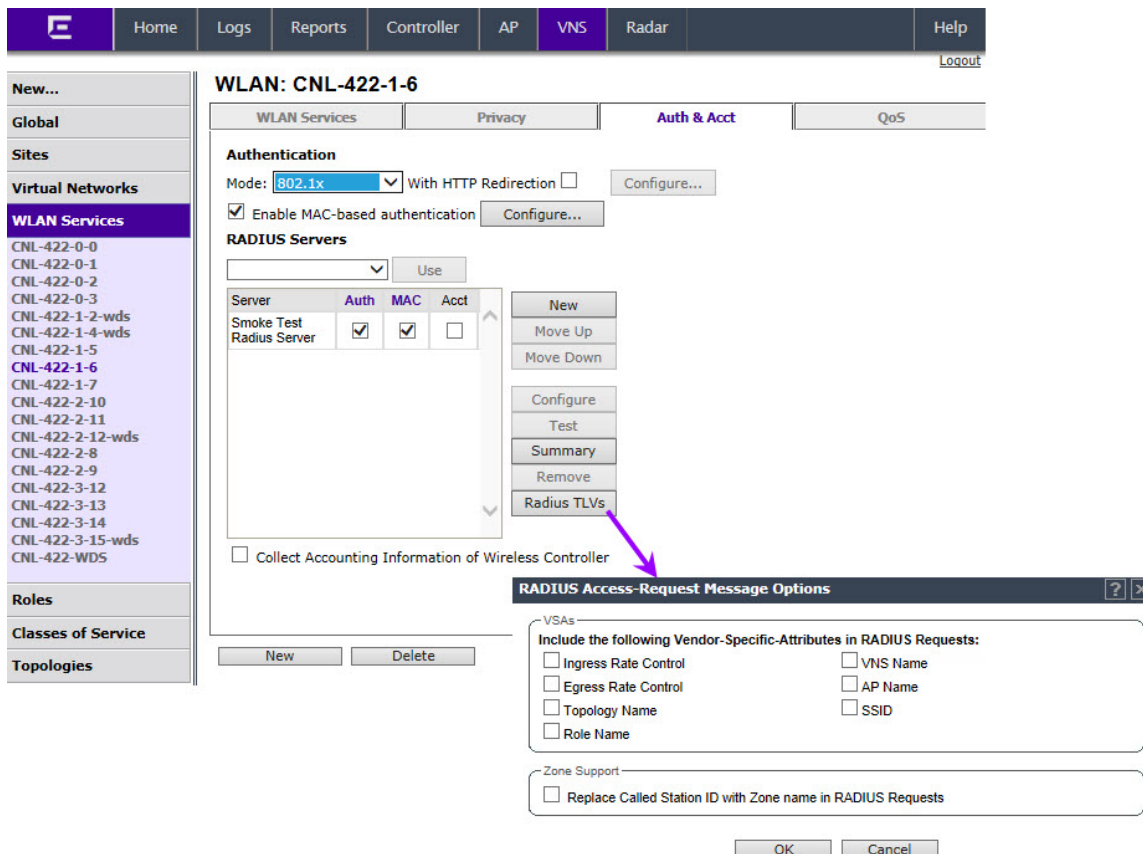 E Home Logs Reports Controller AP VNS Radar Help
Logout
New...
Global
Sites
Virtual Networks
WLAN Services
CNL-422-0-0
CNL-422-0-1
CNL-422-0-2
CNL-422-0-3
CNL-422-1-2-wds
CNL-422-1-4-wds
CNL-422-1-5
CNL-422-1-6
CNL-422-1-7
CNL-422-2-10
CNL-422-2-11
CNL-422-2-12-wds
CNL-422-2-8
CNL-422-2-9
CNL-422-3-12
CNL-422-3-13
CNL-422-3-14
CNL-422-3-15-wds
CNL-422-WDS
Roles
Classes of Service
Topologies
WLAN: CNL-422-1-6
WLAN Services Privacy Auth & Acct QoS
Authentication
Mode: 802.1x With HTTP Redirection Configure...
Enable MAC-based authentication Configure...
RADIUS Servers
Use
Server Auth MAC Acct
Smoke Test
Radius Server
New
Move Up
Move Down
Configure
Test
Summary
Remove
Radius TLVs
Collect Accounting Information of Wireless Controller
New Delete
RADIUS Access-Request Message Options ? X
VSAs
Include the following Vendor-Specific-Attributes in RADIUS Requests:
Ingress Rate Control VNS Name
Egress Rate Control AP Name
Topology Name SSID
Role Name
Zone Support
Replace Called Station ID with Zone name in RADIUS Requests
OK Cancel